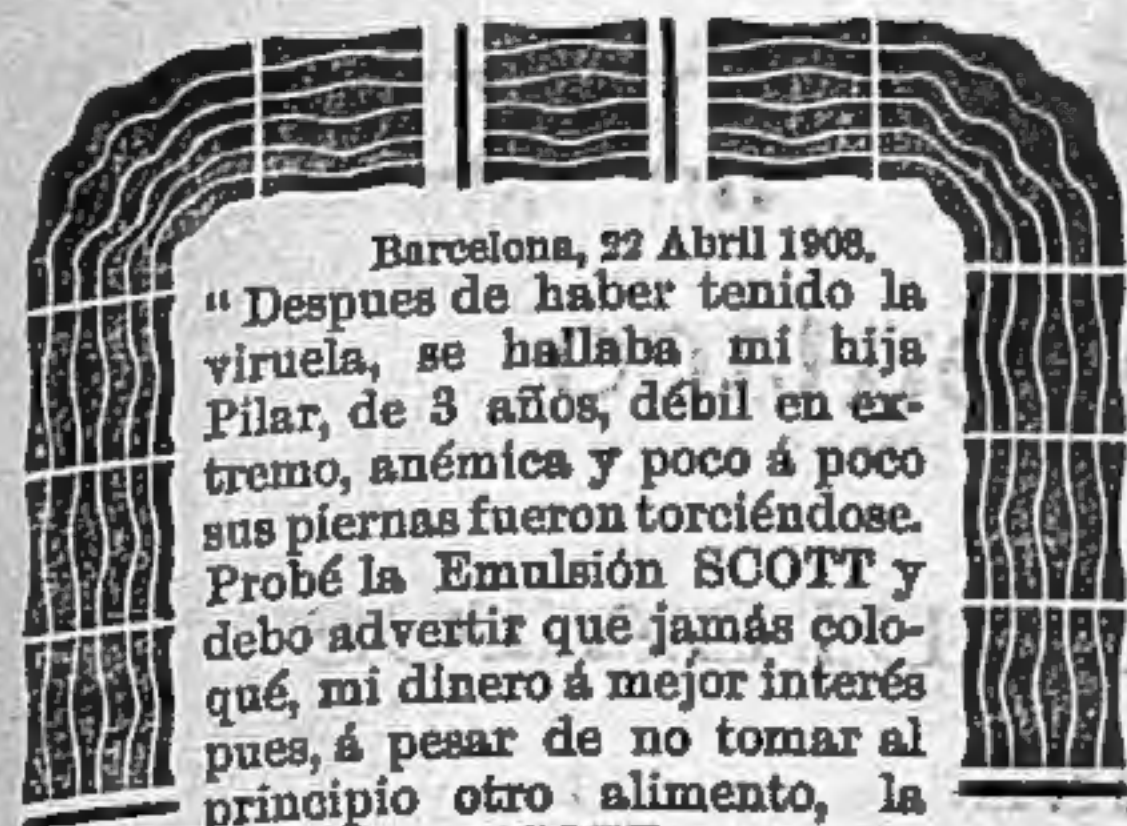 Barcelona, 22 Abril 1908.
“ Despues de haber tenido la
viruela, se hallaba mi hija
Pilar, de 3 años, débil en ex-
tremo, anémica y poco á poco
sus piernas fueron torciéndose.
Probé la Emulsión SCOTT y
debo advertir que jamás colo-
qué, mi dinero á mejor interés
pues, á pesar de no tomar al
principio otro alimento, la